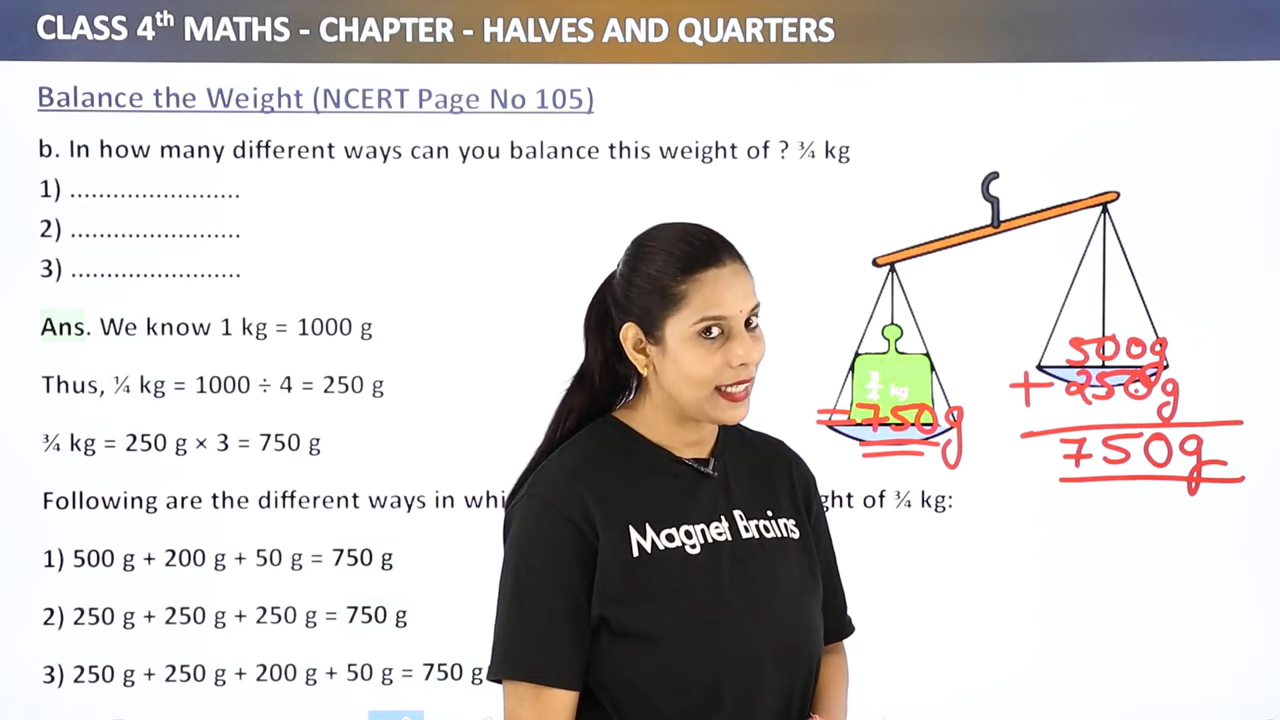 CLASS 4th MATHS - CHAPTER - HALVES AND QUARTERS
Balance the Weight (NCERT Page No 105)
b. In how many different ways can you balance this weight of ? ¾ kg
1) ........................
2) ........................
3) ........................
Ans. We know 1 kg = 1000 g
Thus, ¼ kg = 1000 ÷ 4 = 250 g
¾ kg = 250 g × 3 = 750 g
Following are the different ways in of ¾ kg:
1) 500 g + 200 g + 50 g = 750 g
2) 250 g + 250 g + 250 g = 750 g
3) 250 g + 250 g + 200 g + 50 g = 750 g
¾ kg
= 750g
500g
+ 250g
750g
Magnet Brains